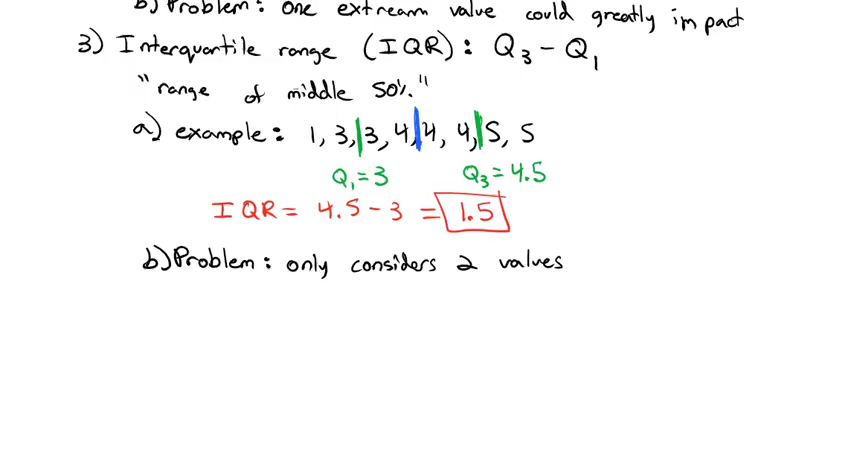 b) Problem: one extream value could greatly impact
3) Interquartile range (IQR): Q₃ – Q₁
"range of middle 50%."
a) example: 1, 3, 3, 4, 4, 4, 5, 5
Q₁ = 3 Q₃ = 4.5
IQR = 4.5 – 3 = 1.5
b) Problem: only considers 2 values